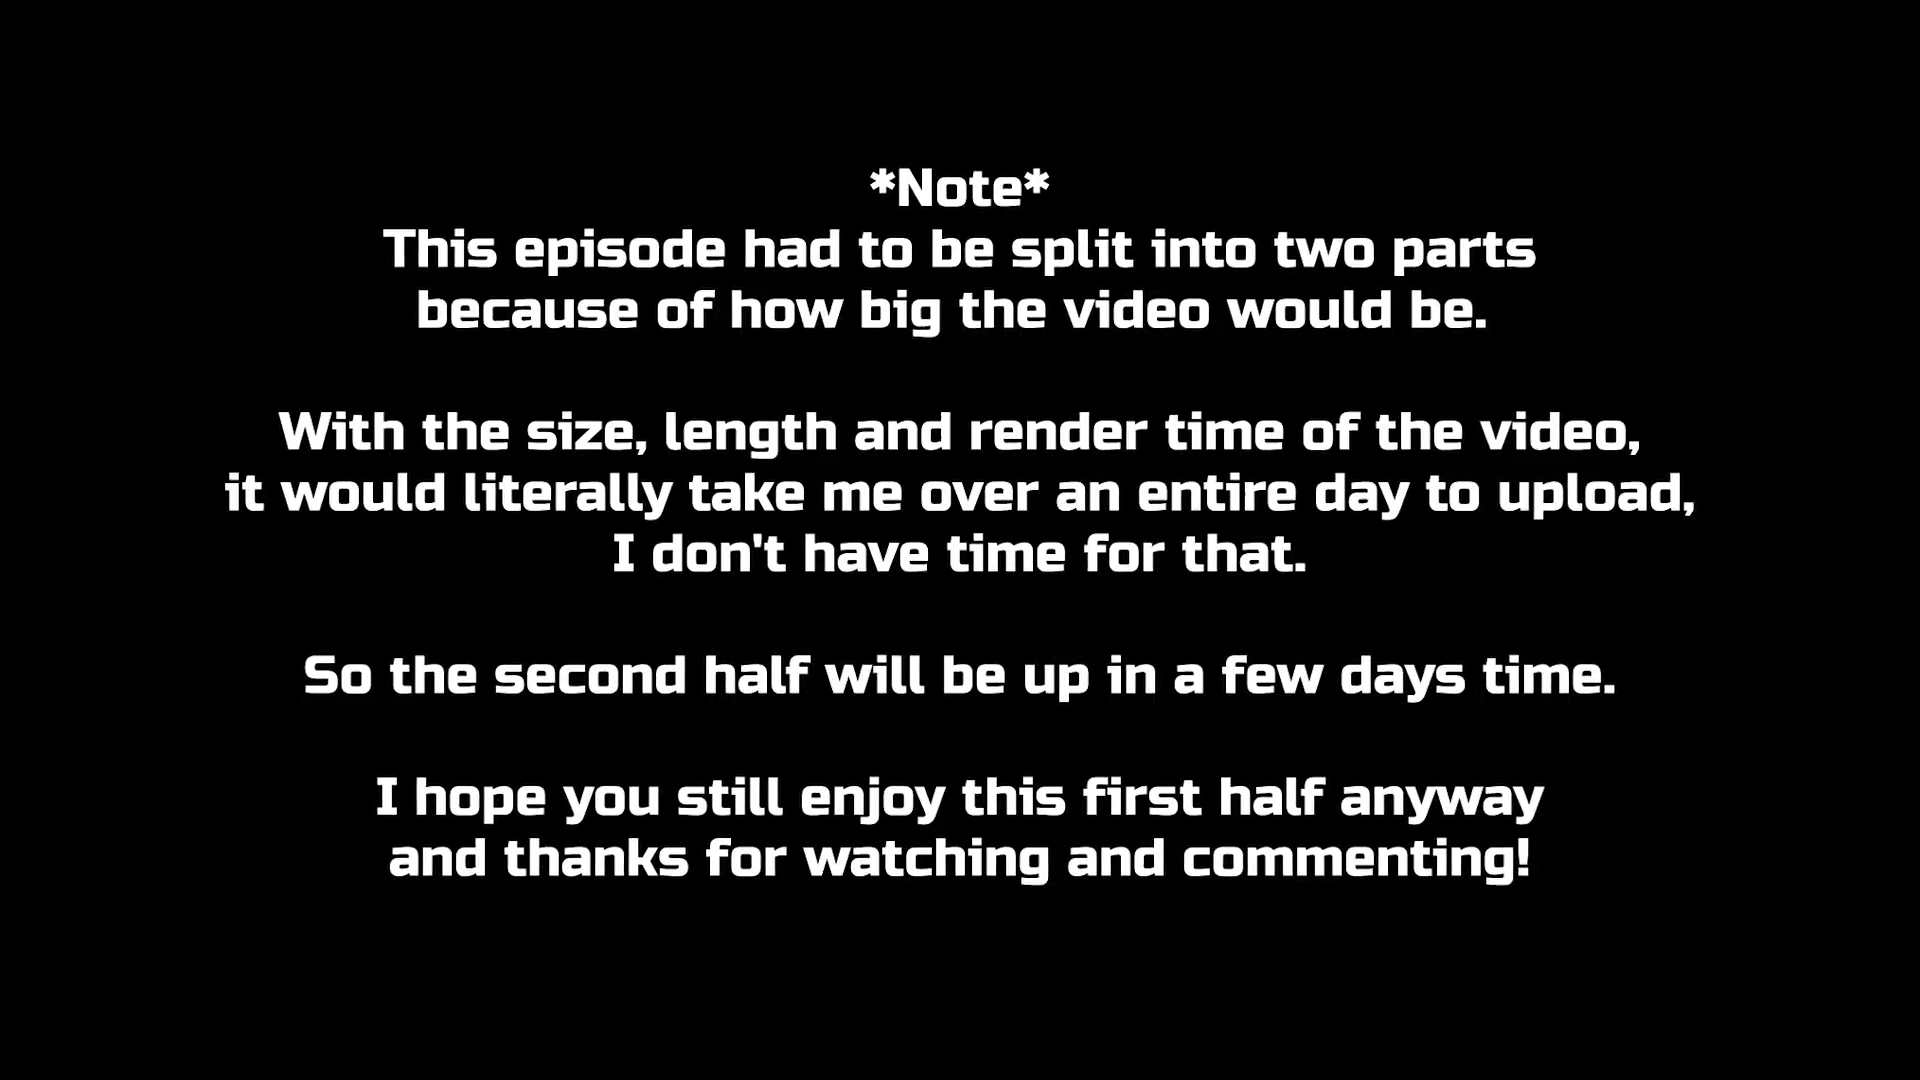 *Note*
This episode had to be split into two parts
because of how big the video would be.
With the size, length and render time of the video,
it would literally take me over an entire day to upload,
I don't have time for that.
So the second half will be up in a few days time.
I hope you still enjoy this first half anyway
and thanks for watching and commenting!